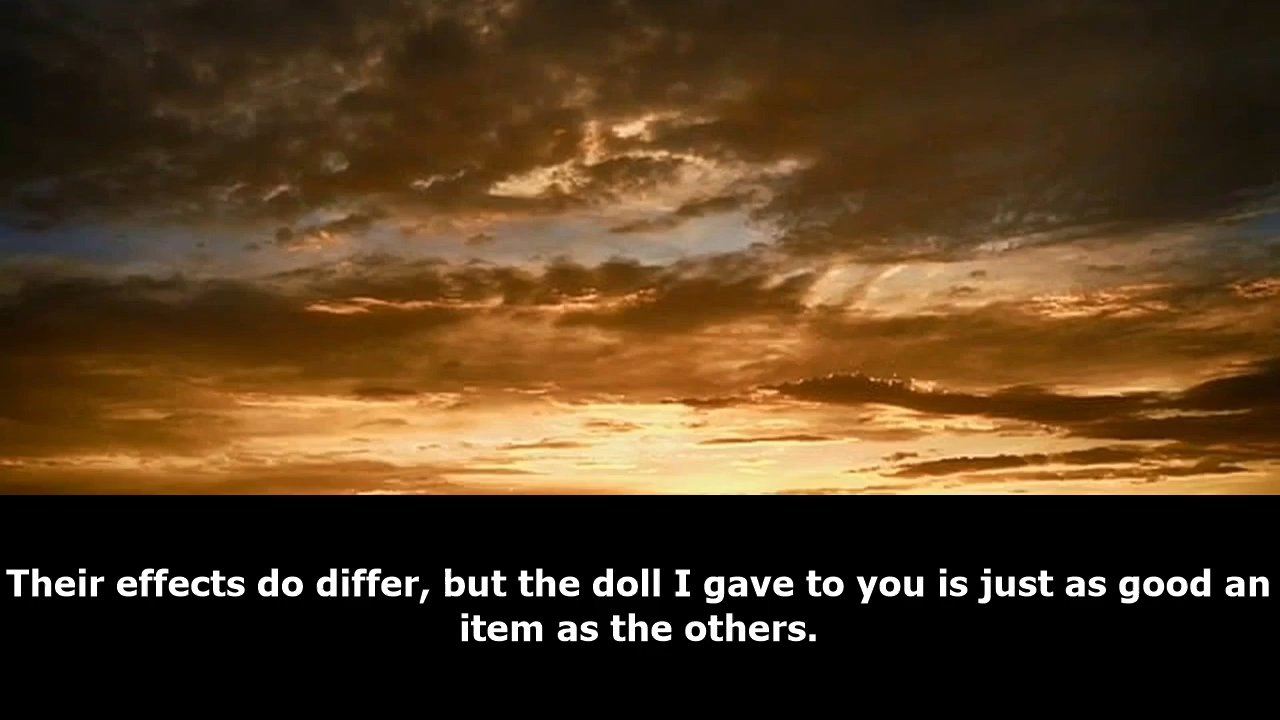 Their effects do differ, but the doll I gave to you is just as good an
item as the others.